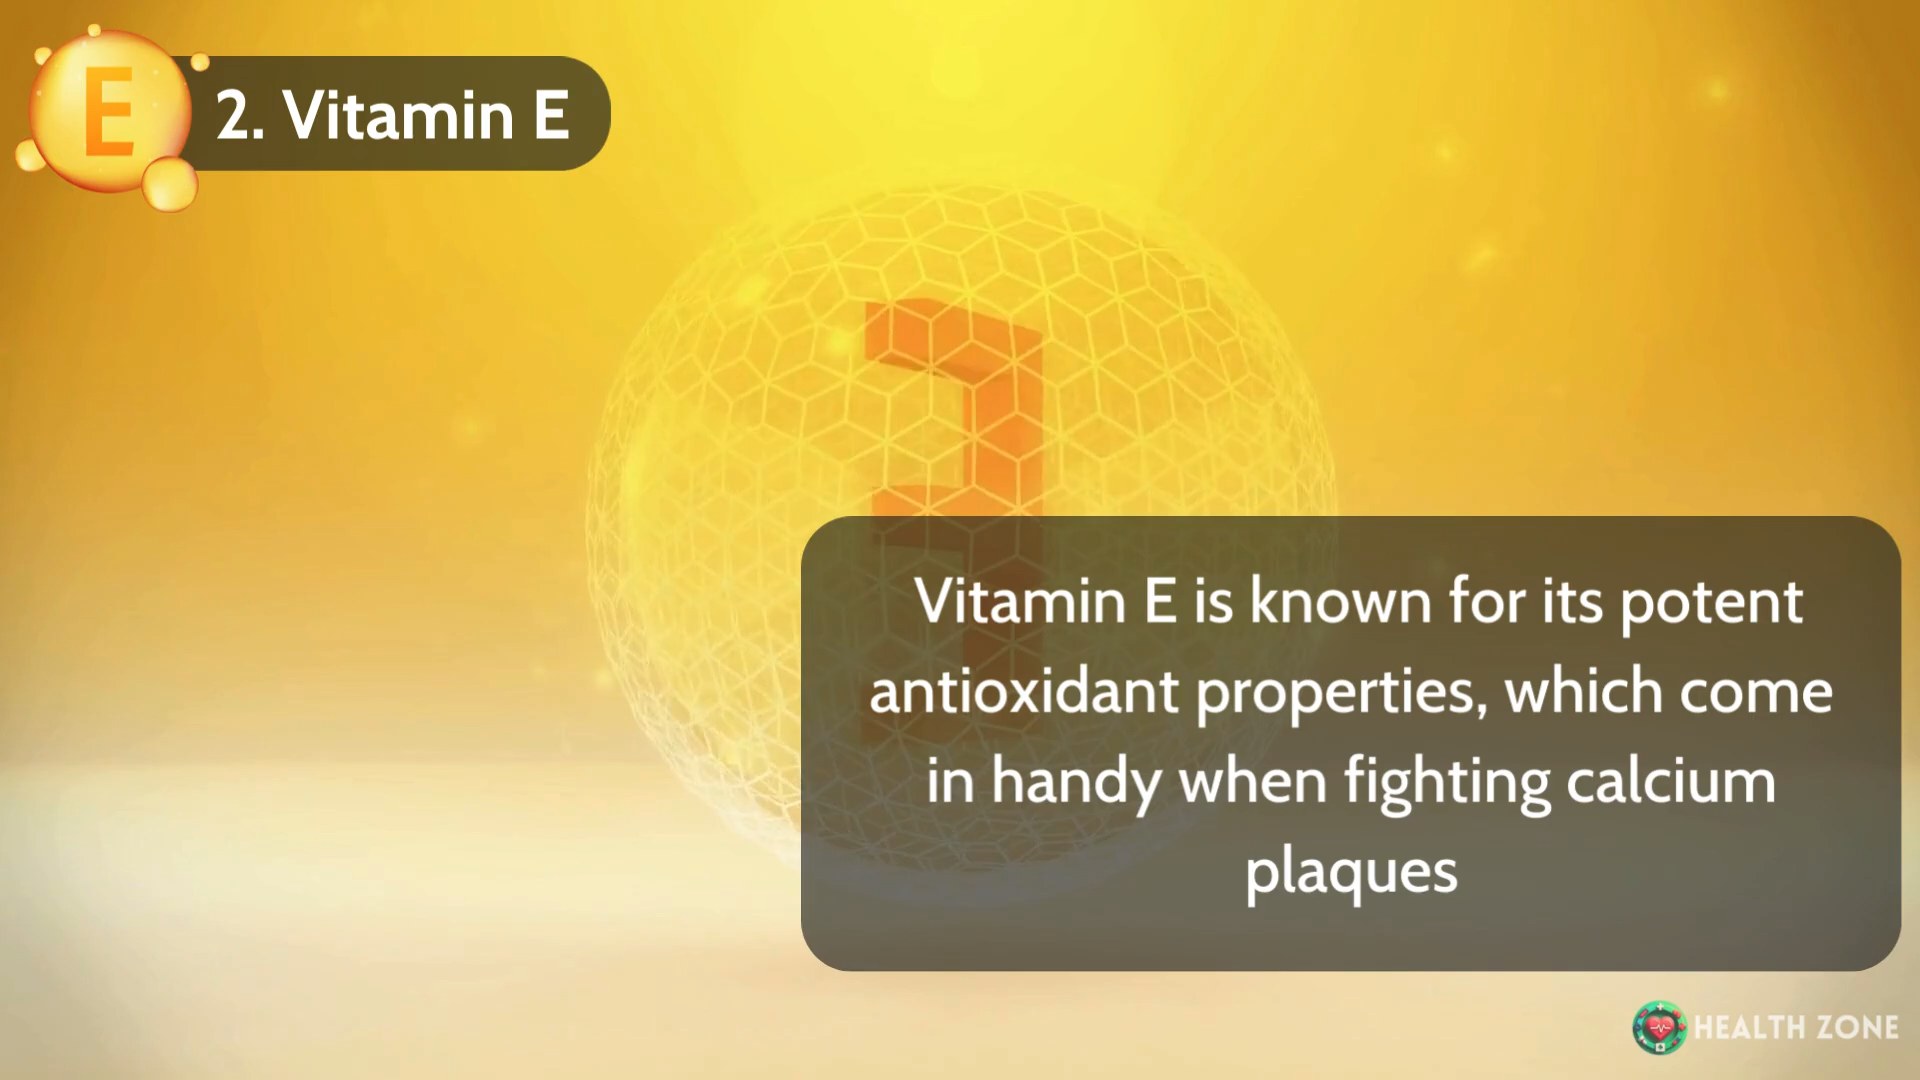 E
2. Vitamin E
E
Vitamin E is known for its potent
antioxidant properties, which come
in handy when fighting calcium
plaques
HEALTH ZONE